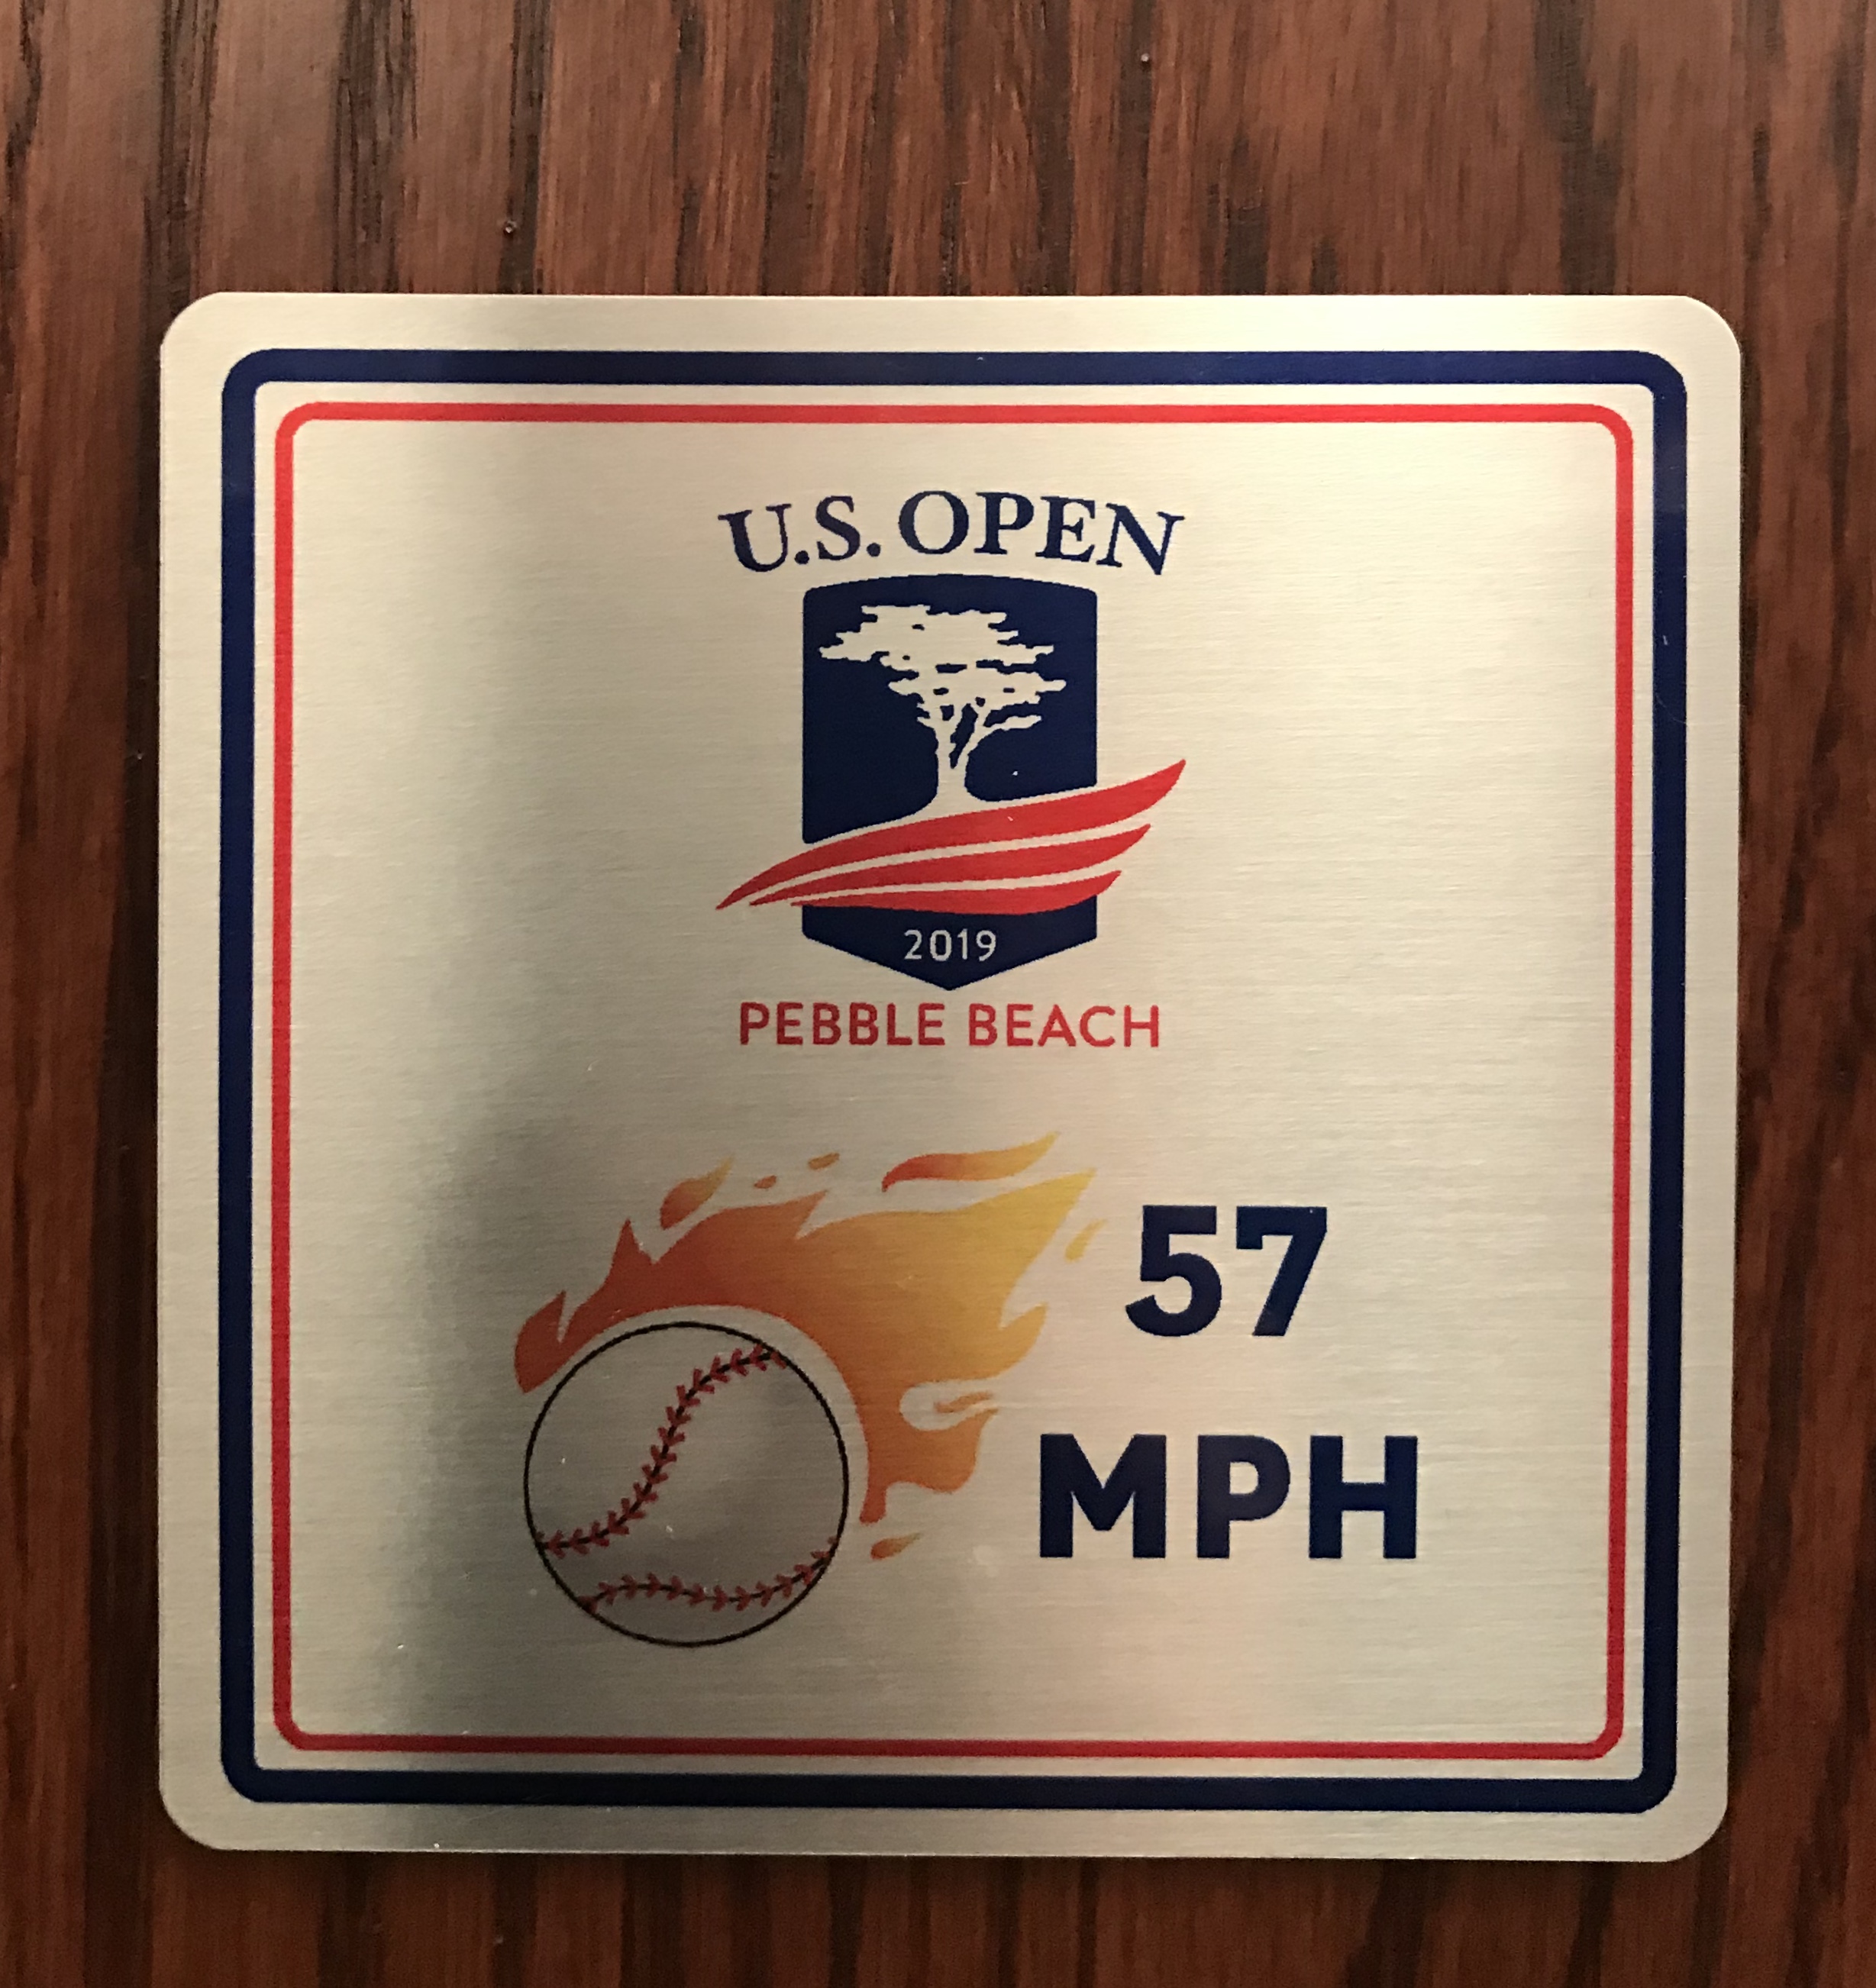 U.S. OPEN
2019
PEBBLE BEACH
57
MPH